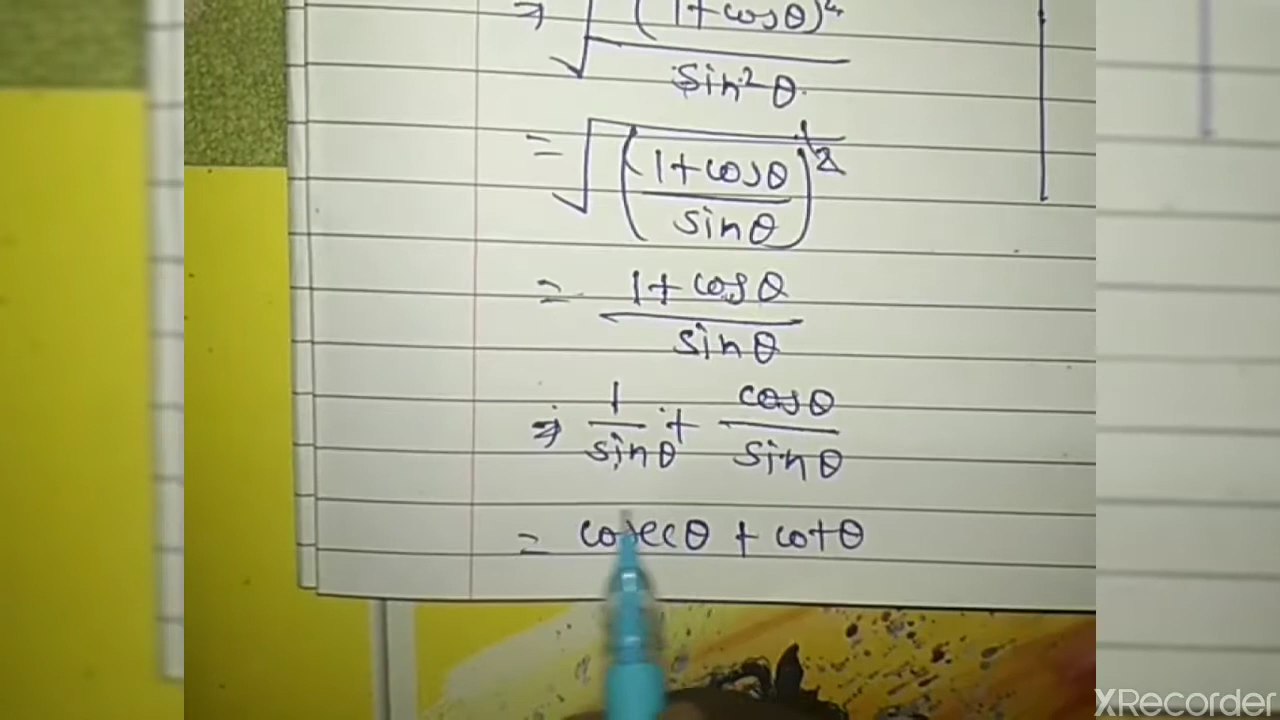 ⇒ √((1+cosθ)² / sin²θ)
= √((1+cosθ / sinθ)²)
= 1+cosθ / sinθ
⇒ 1/sinθ + cosθ/sinθ
= cosecθ + cotθ
XRecorder